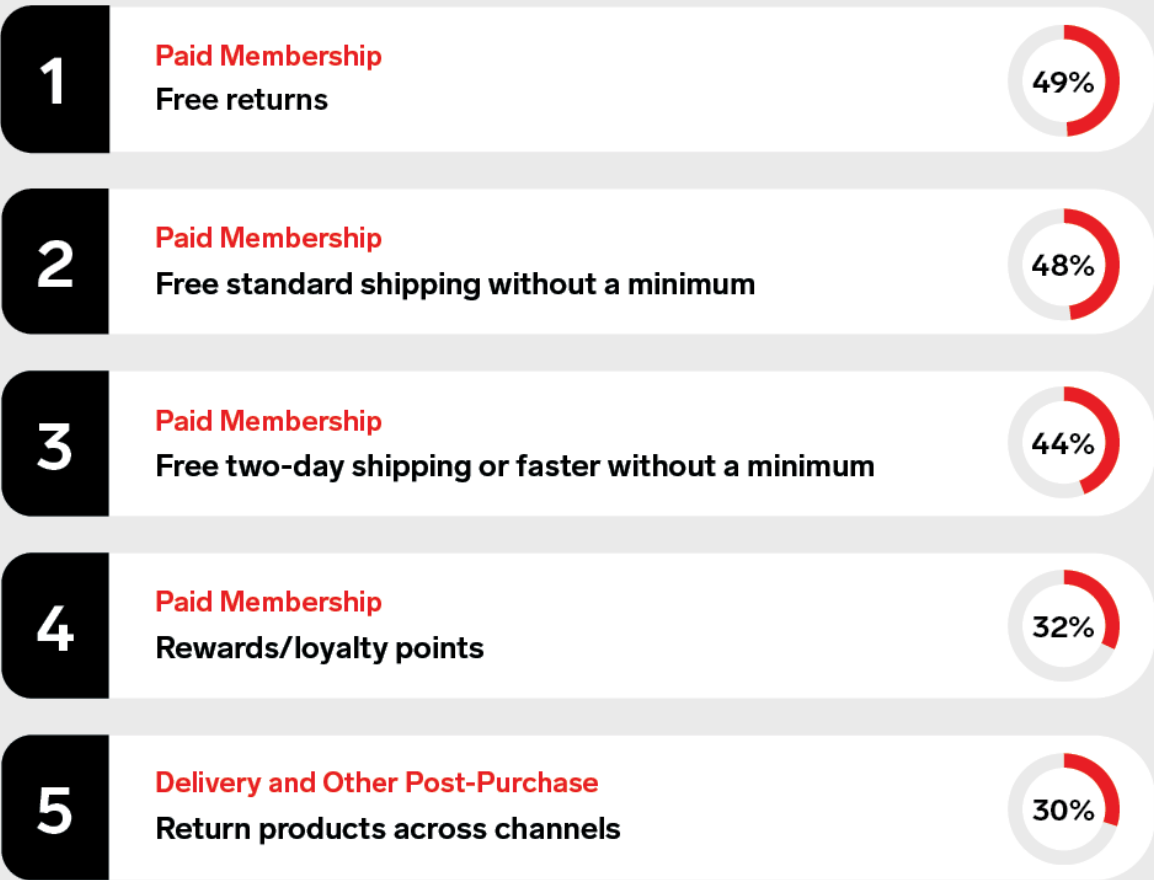 1
Paid Membership
Free returns
49%
2
Paid Membership
Free standard shipping without a minimum
48%
3
Paid Membership
Free two-day shipping or faster without a minimum
44%
4
Paid Membership
Rewards/loyalty points
32%
5
Delivery and Other Post-Purchase
Return products across channels
30%